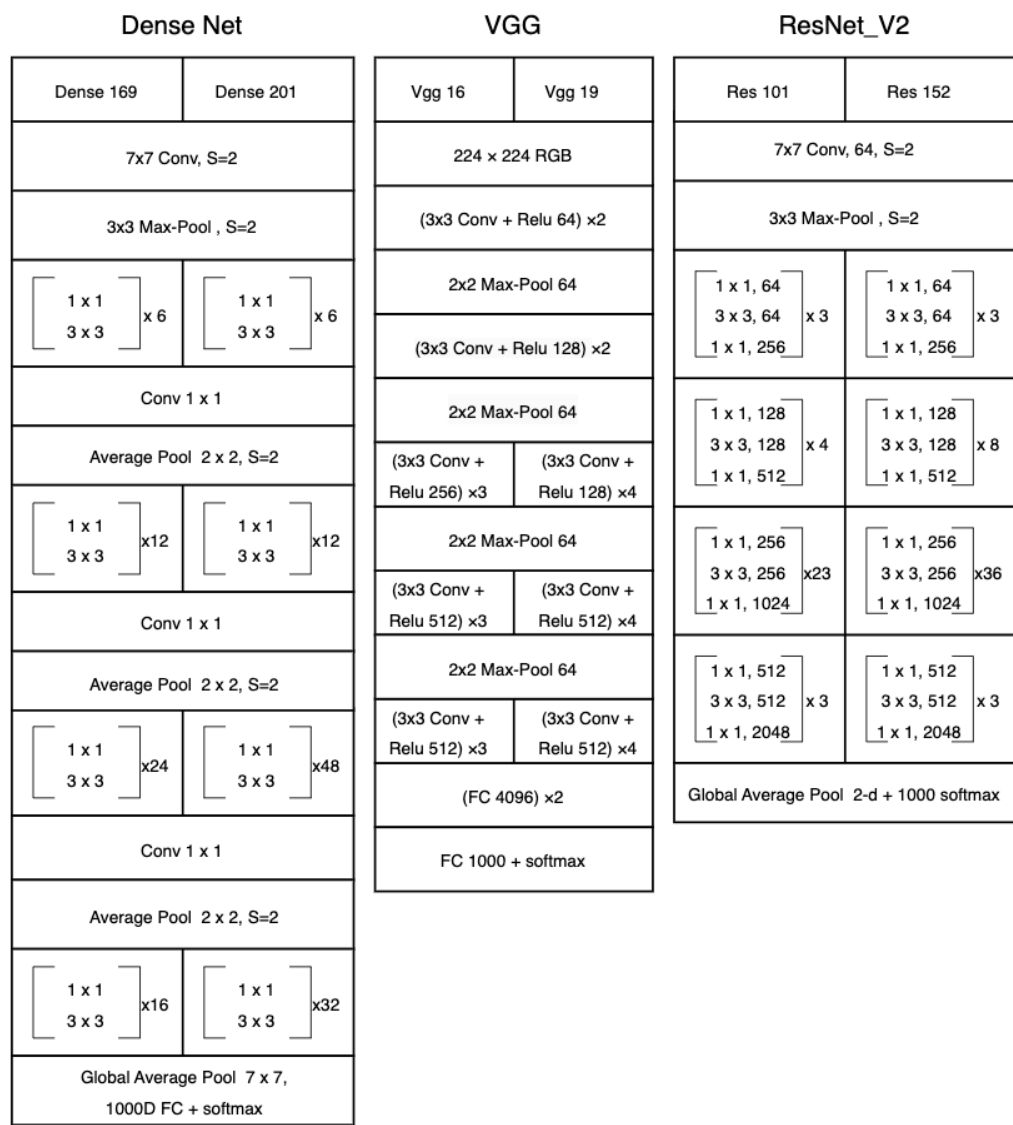 Dense Net
Dense 169
Dense 201
7x7 Conv, S=2
3x3 Max-Pool , S=2
1 x 1
3 x 3
x 6
1 x 1
3 x 3
x 6
Conv 1 x 1
Average Pool 2 x 2, S=2
1 x 1
3 x 3
x12
1 x 1
3 x 3
x12
Conv 1 x 1
Average Pool 2 x 2, S=2
1 x 1
3 x 3
x24
1 x 1
3 x 3
x48
Conv 1 x 1
Average Pool 2 x 2, S=2
1 x 1
3 x 3
x16
1 x 1
3 x 3
x32
Global Average Pool 7 x 7,
1000D FC + softmax
VGG
Vgg 16
Vgg 19
224 × 224 RGB
(3x3 Conv + Relu 64) ×2
2x2 Max-Pool 64
(3x3 Conv + Relu 128) ×2
2x2 Max-Pool 64
(3x3 Conv +
Relu 256) ×3
(3x3 Conv +
Relu 128) ×4
2x2 Max-Pool 64
(3x3 Conv +
Relu 512) ×3
(3x3 Conv +
Relu 512) ×4
2x2 Max-Pool 64
(3x3 Conv +
Relu 512) ×3
(3x3 Conv +
Relu 512) ×4
(FC 4096) ×2
FC 1000 + softmax
ResNet_V2
Res 101
Res 152
7x7 Conv, 64, S=2
3x3 Max-Pool , S=2
1 x 1, 64
3 x 3, 64
1 x 1, 256
x 3
1 x 1, 64
3 x 3, 64
1 x 1, 256
x 3
1 x 1, 128
3 x 3, 128
1 x 1, 512
x 4
1 x 1, 128
3 x 3, 128
1 x 1, 512
x 8
1 x 1, 256
3 x 3, 256
1 x 1, 1024
x23
1 x 1, 256
3 x 3, 256
1 x 1, 1024
x36
1 x 1, 512
3 x 3, 512
1 x 1, 2048
x 3
1 x 1, 512
3 x 3, 512
1 x 1, 2048
x 3
Global Average Pool 2-d + 1000 softmax